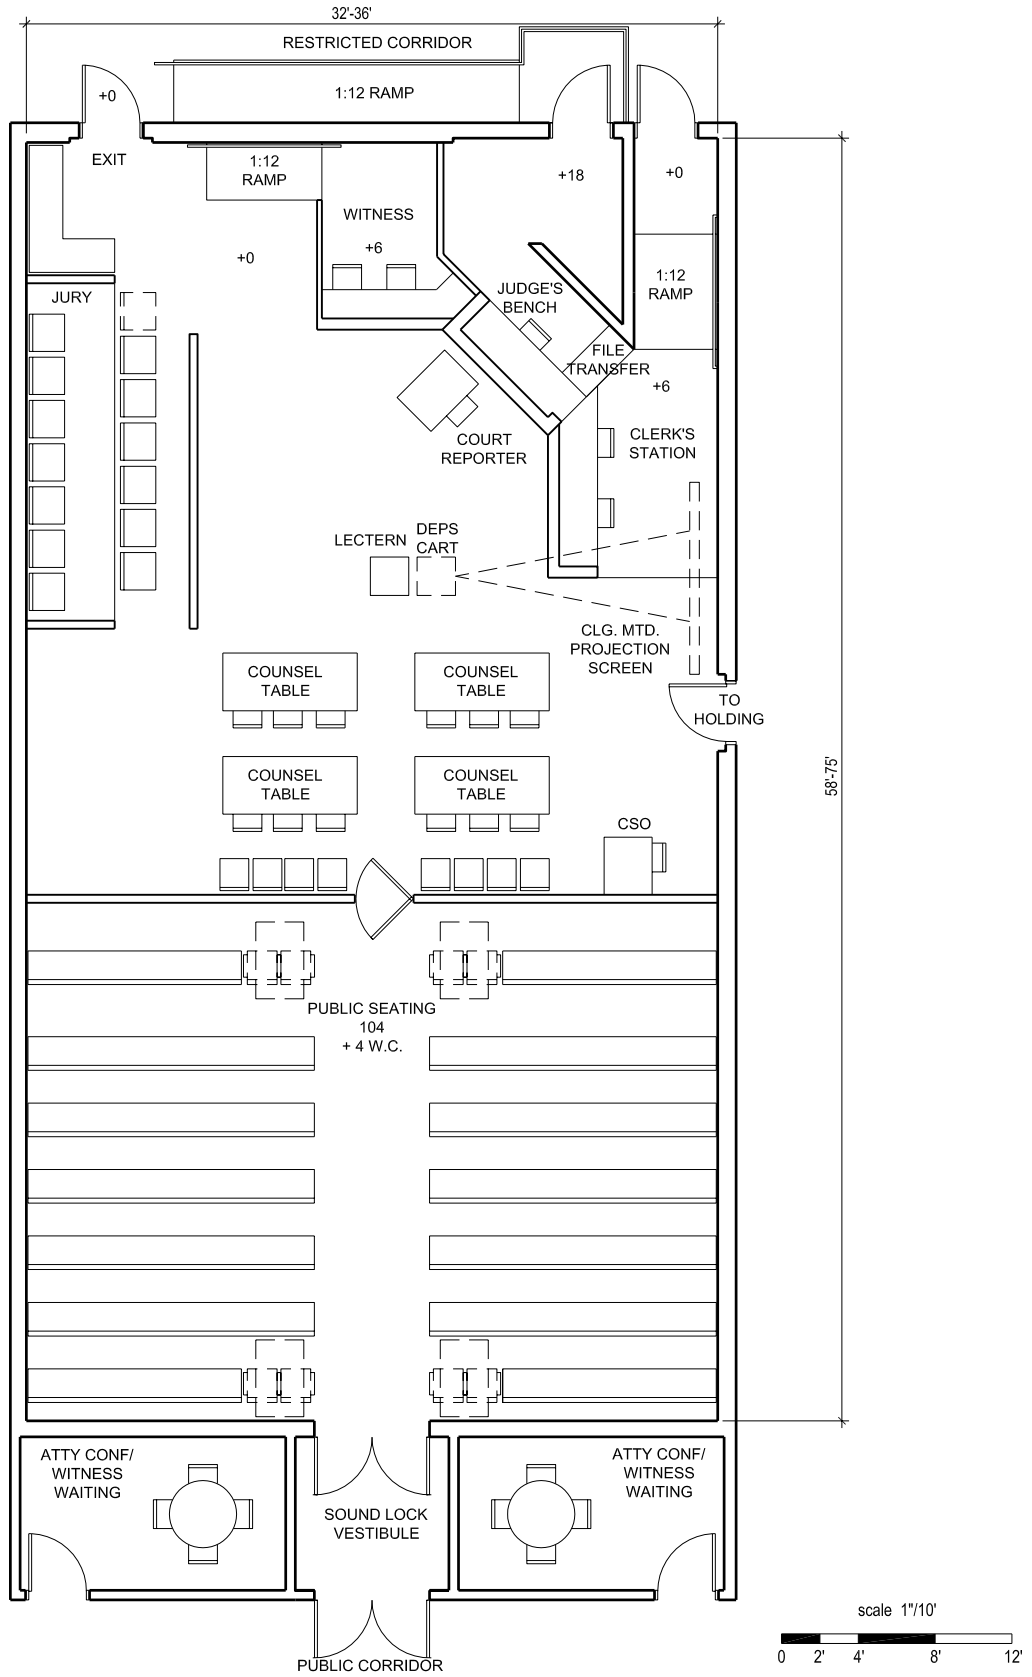 32'-36'
RESTRICTED CORRIDOR
1:12 RAMP
+0
EXIT
1:12
RAMP
+18
+0
WITNESS
+6
+0
1:12
RAMP
JUDGE'S
BENCH
JURY
FILE
TRANSFER
+6
COURT
REPORTER
CLERK'S
STATION
LECTERN
DEPS
CART
CLG. MTD.
PROJECTION
SCREEN
COUNSEL
TABLE
COUNSEL
TABLE
TO
HOLDING
58'-75'
COUNSEL
TABLE
COUNSEL
TABLE
CSO
PUBLIC SEATING
104
+ 4 W.C.
ATTY CONF/
WITNESS
WAITING
ATTY CONF/
WITNESS
WAITING
SOUND LOCK
VESTIBULE
PUBLIC CORRIDOR
scale 1"/10'
0 2' 4' 8' 12'